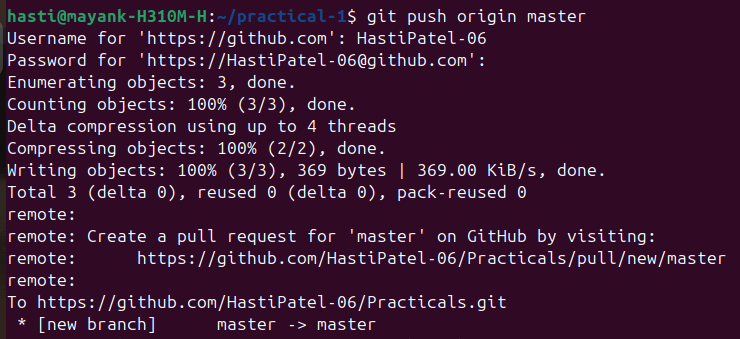 hasti@mayank-H310M-H:~/practical-1$ git push origin master
Username for 'https://github.com': HastiPatel-06
Password for 'https://HastiPatel-06@github.com':
Enumerating objects: 3, done.
Counting objects: 100% (3/3), done.
Delta compression using up to 4 threads
Compressing objects: 100% (2/2), done.
Writing objects: 100% (3/3), 369 bytes | 369.00 KiB/s, done.
Total 3 (delta 0), reused 0 (delta 0), pack-reused 0
remote:
remote: Create a pull request for 'master' on GitHub by visiting:
remote:      https://github.com/HastiPatel-06/Practicals/pull/new/master
remote:
To https://github.com/HastiPatel-06/Practicals.git
 * [new branch]      master -> master